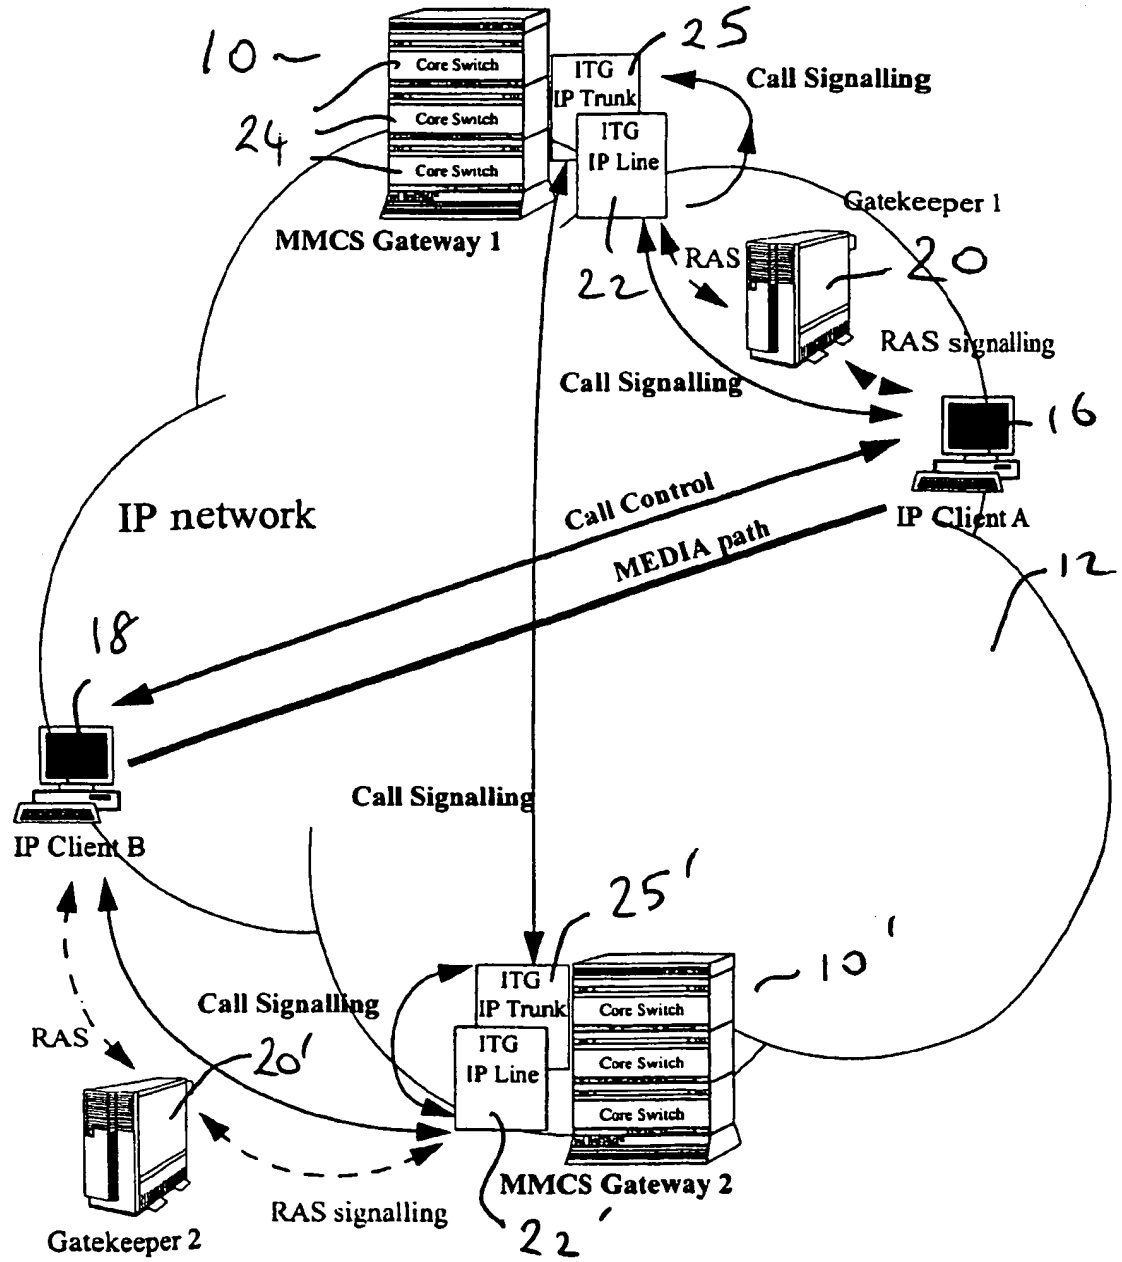 10
25
ITG
IP Trunk
Call Signalling
Core Switch
24
Core Switch
ITG
IP Line
Core Switch
Gatekeeper 1
MMCS Gateway 1
22
RAS
20
RAS signalling
Call Signalling
16
IP network
Call Control
IP Client A
MEDIA path
12
18
Call Signalling
IP Client B
25'
10'
ITG
IP Trunk
Core Switch
Call Signalling
RAS
20'
ITG
IP Line
Core Switch
Core Switch
MMCS Gateway 2
RAS signalling
22'
Gatekeeper 2